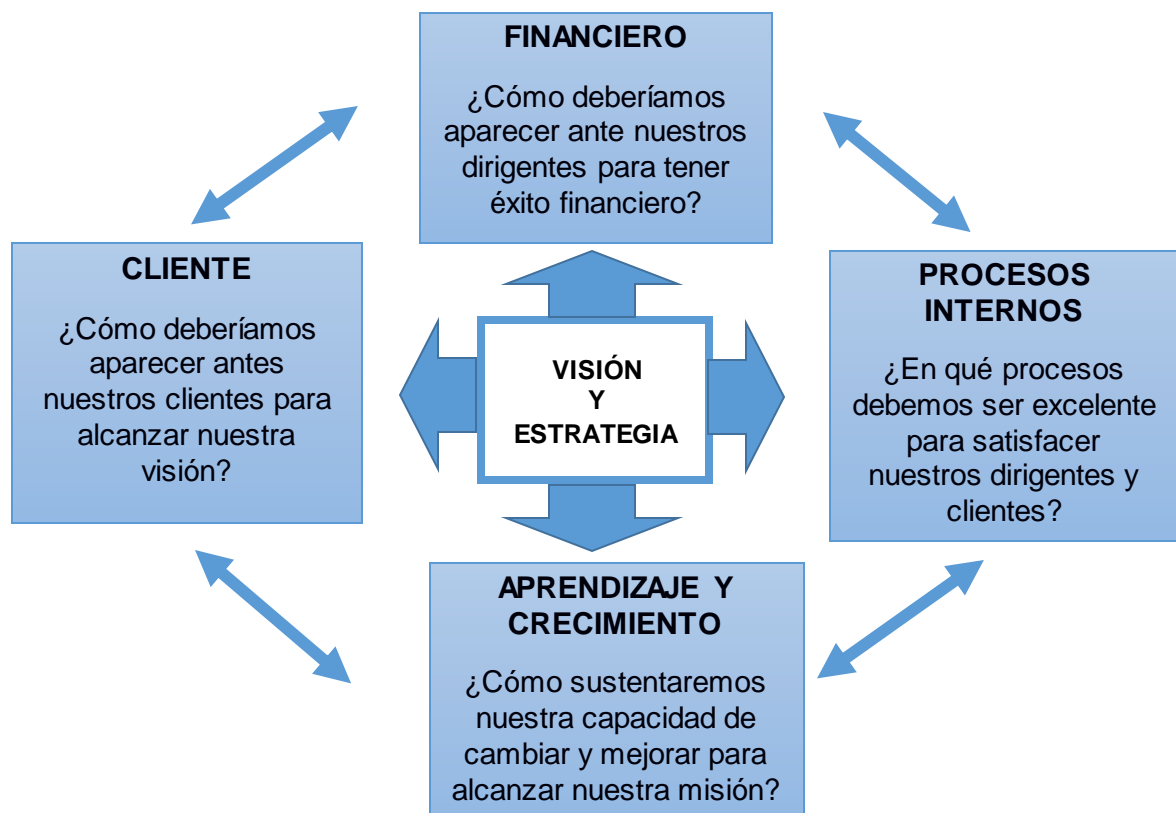 FINANCIERO
¿Cómo deberíamos
aparecer ante nuestros
dirigentes para tener
éxito financiero?
CLIENTE
¿Cómo deberíamos
aparecer antes
nuestros clientes para
alcanzar nuestra
visión?
VISIÓN
Y
ESTRATEGIA
PROCESOS
INTERNOS
¿En qué procesos
debemos ser excelente
para satisfacer
nuestros dirigentes y
clientes?
APRENDIZAJE Y
CRECIMIENTO
¿Cómo sustentaremos
nuestra capacidad de
cambiar y mejorar para
alcanzar nuestra misión?